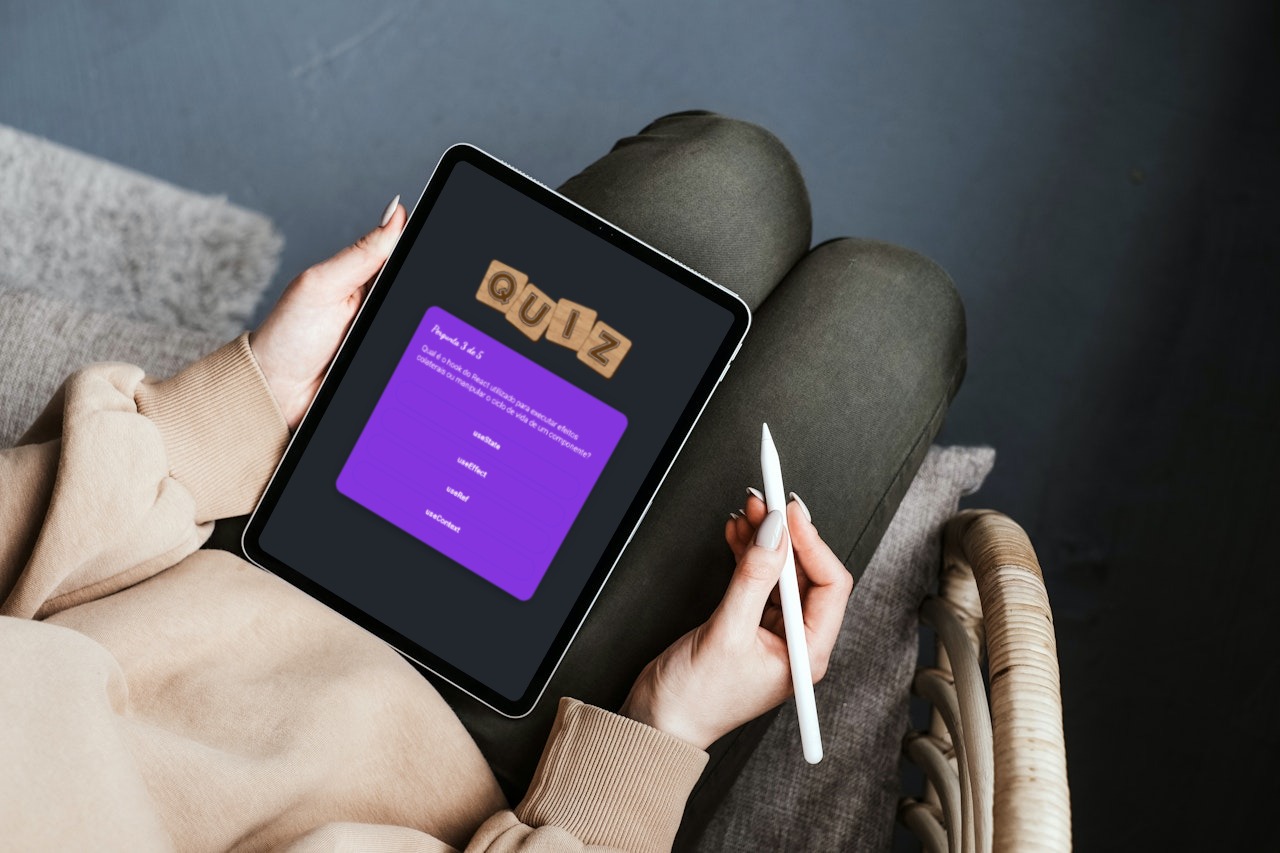 QUIZ
Pergunta 3 de 5
Qual é o hook do React utilizado para executar efeitos
colaterais ou manipular o ciclo de vida de um componente?
useState
useEffect
useRef
useContext